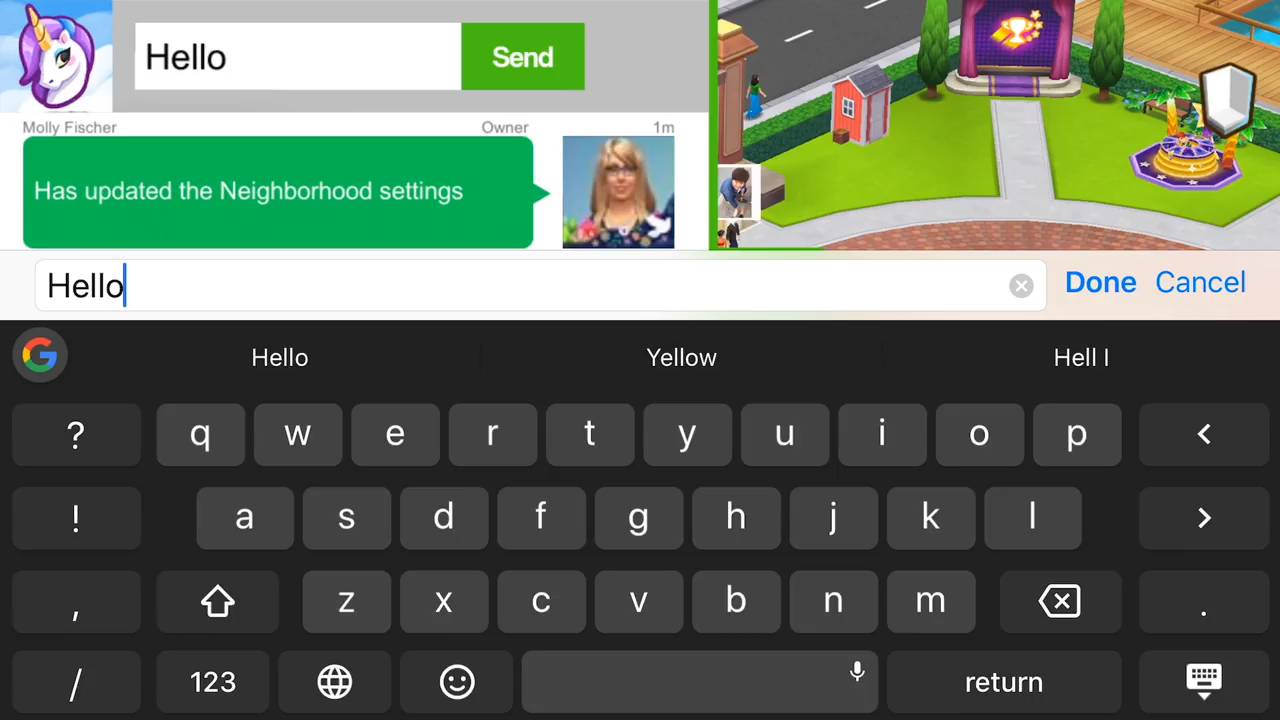 Hello
Send
Molly Fischer Owner 1m
Has updated the Neighborhood settings
Hello Done Cancel
Hello Yellow Hell I
? q w e r t y u i o p <
! a s d f g h j k l >
, z x c v b n m .
/ 123 return